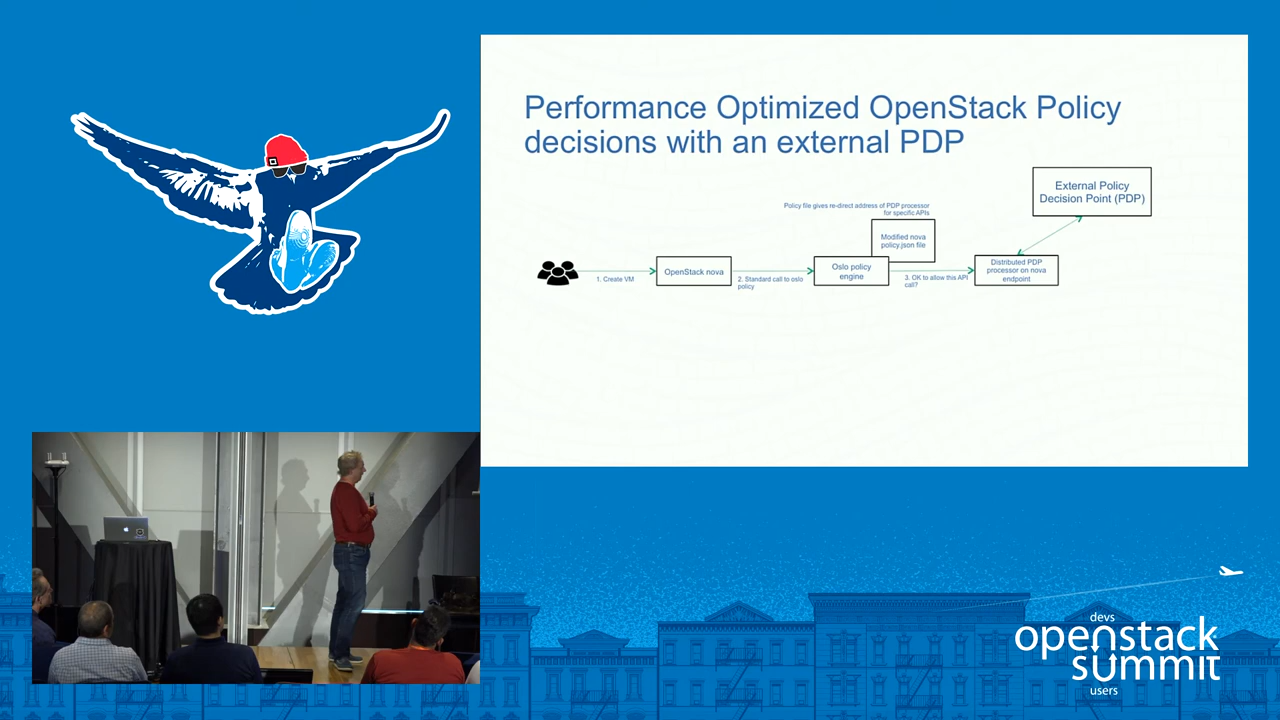 Performance Optimized OpenStack Policy
decisions with an external PDP
External Policy
Decision Point (PDP)
Policy file gives re-direct address of PDP processor
for specific APIs
Modified nova
policy.json file
1. Create VM
OpenStack nova
2. Standard call to oslo
policy
Oslo policy
engine
3. OK to allow this API
call?
Distributed PDP
processor on nova
endpoint
devs
openstack
summit
users